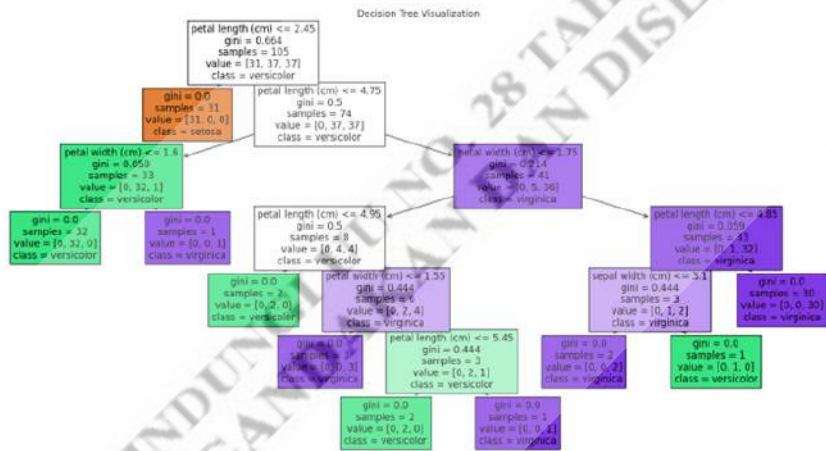 Decision Tree Visualization
petal length (cm) <= 2.45
gini = 0.664
samples = 105
value = [31, 37, 37]
class = versicolor
gini = 0.0
samples = 31
value = [31, 0, 0]
class = setosa
petal length (cm) <= 4.75
gini = 0.5
samples = 74
value = [0, 37, 37]
class = versicolor
petal width (cm) <= 1.6
gini = 0.059
samples = 33
value = [0, 32, 1]
class = versicolor
petal width (cm) <= 1.75
gini = 0.214
samples = 41
value = [0, 5, 36]
class = virginica
gini = 0.0
samples = 32
value = [0, 32, 0]
class = versicolor
gini = 0.0
samples = 1
value = [0, 0, 1]
class = virginica
petal length (cm) <= 4.95
gini = 0.5
samples = 8
value = [0, 4, 4]
class = versicolor
petal length (cm) <= 4.85
gini = 0.059
samples = 33
value = [0, 1, 32]
class = virginica
gini = 0.0
samples = 2
value = [0, 2, 0]
class = versicolor
petal width (cm) <= 1.55
gini = 0.444
samples = 6
value = [0, 2, 4]
class = virginica
sepal width (cm) <= 3.1
gini = 0.444
samples = 3
value = [0, 1, 2]
class = virginica
gini = 0.0
samples = 30
value = [0, 0, 30]
class = virginica
gini = 0.0
samples = 3
value = [0, 0, 3]
class = virginica
petal length (cm) <= 5.45
gini = 0.444
samples = 3
value = [0, 2, 1]
class = versicolor
gini = 0.0
samples = 2
value = [0, 0, 2]
class = virginica
gini = 0.0
samples = 1
value = [0, 1, 0]
class = versicolor
gini = 0.0
samples = 2
value = [0, 2, 0]
class = versicolor
gini = 0.0
samples = 1
value = [0, 0, 1]
class = virginica
NO. 28
DAN